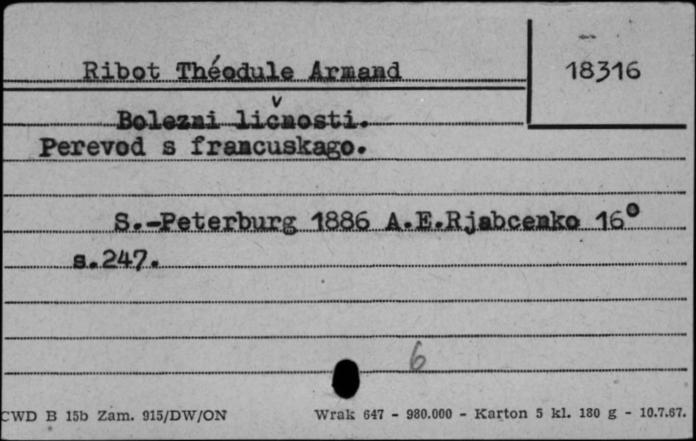 Ribot Théodule Armand
18316
Bolezni ličnosti.
Perevod s francuskago.
S.-Peterburg 1886 A.E.Rjabcenko 16°
s.247.
6
CWD B 15b Zam. 915/DW/ON Wrak 647 - 980.000 - Karton 5 kl. 180 g - 10.7.67.